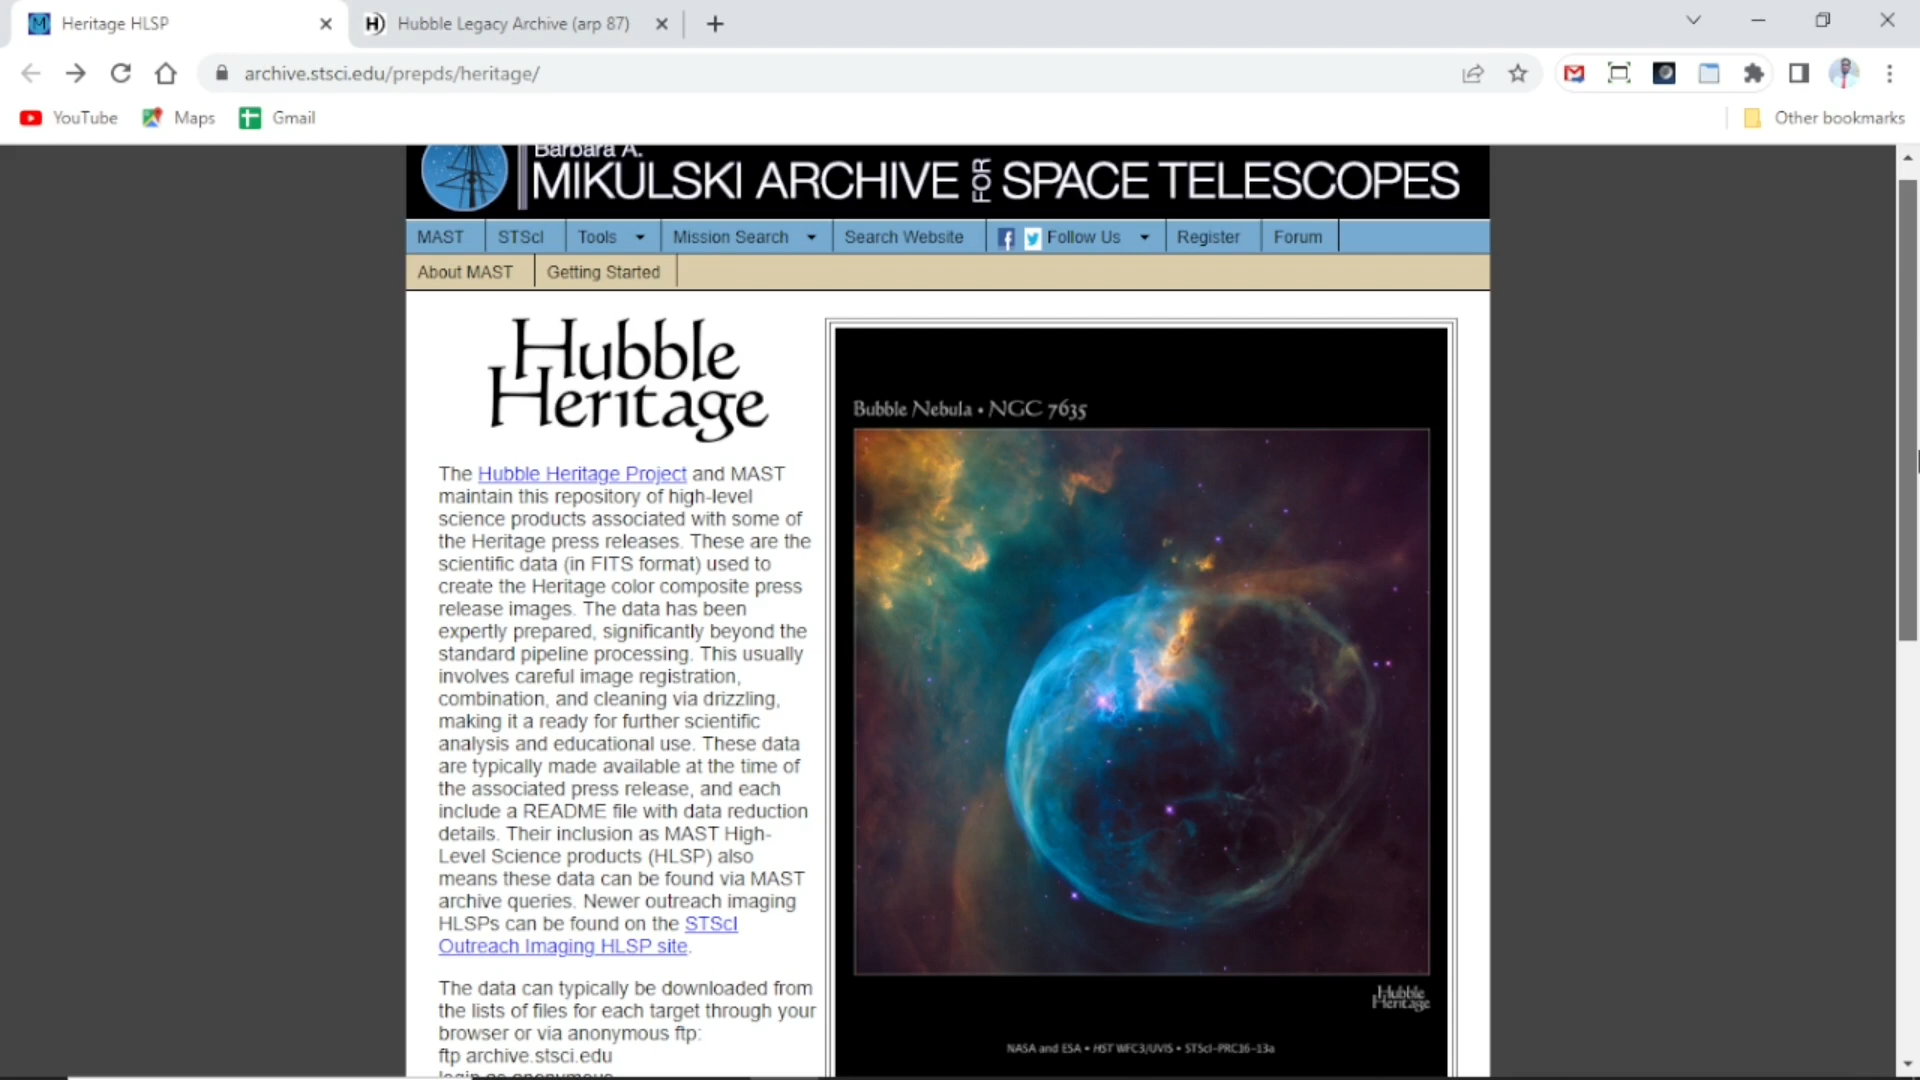 Heritage HLSP
Hubble Legacy Archive (arp 87)
archive.stsci.edu/prepds/heritage/
YouTube
Maps
Gmail
Other bookmarks
Barbara A.
MIKULSKI ARCHIVE FOR SPACE TELESCOPES
MAST
STScI
Tools
Mission Search
Search Website
Follow Us
Register
Forum
About MAST
Getting Started
Hubble
Heritage
The Hubble Heritage Project and MAST
maintain this repository of high-level
science products associated with some of
the Heritage press releases. These are the
scientific data (in FITS format) used to
create the Heritage color composite press
release images. The data has been
expertly prepared, significantly beyond the
standard pipeline processing. This usually
involves careful image registration,
combination, and cleaning via drizzling,
making it a ready for further scientific
analysis and educational use. These data
are typically made available at the time of
the associated press release, and each
include a README file with data reduction
details. Their inclusion as MAST High-
Level Science products (HLSP) also
means these data can be found via MAST
archive queries. Newer outreach imaging
HLSPs can be found on the STScI
Outreach Imaging HLSP site.
The data can typically be downloaded from
the lists of files for each target through your
browser or via anonymous ftp:
ftp archive.stsci.edu
login as anonymous
Bubble Nebula • NGC 7635
Hubble
Heritage
NASA and ESA • HST WFC3/UVIS • STScI-PRC16-13a